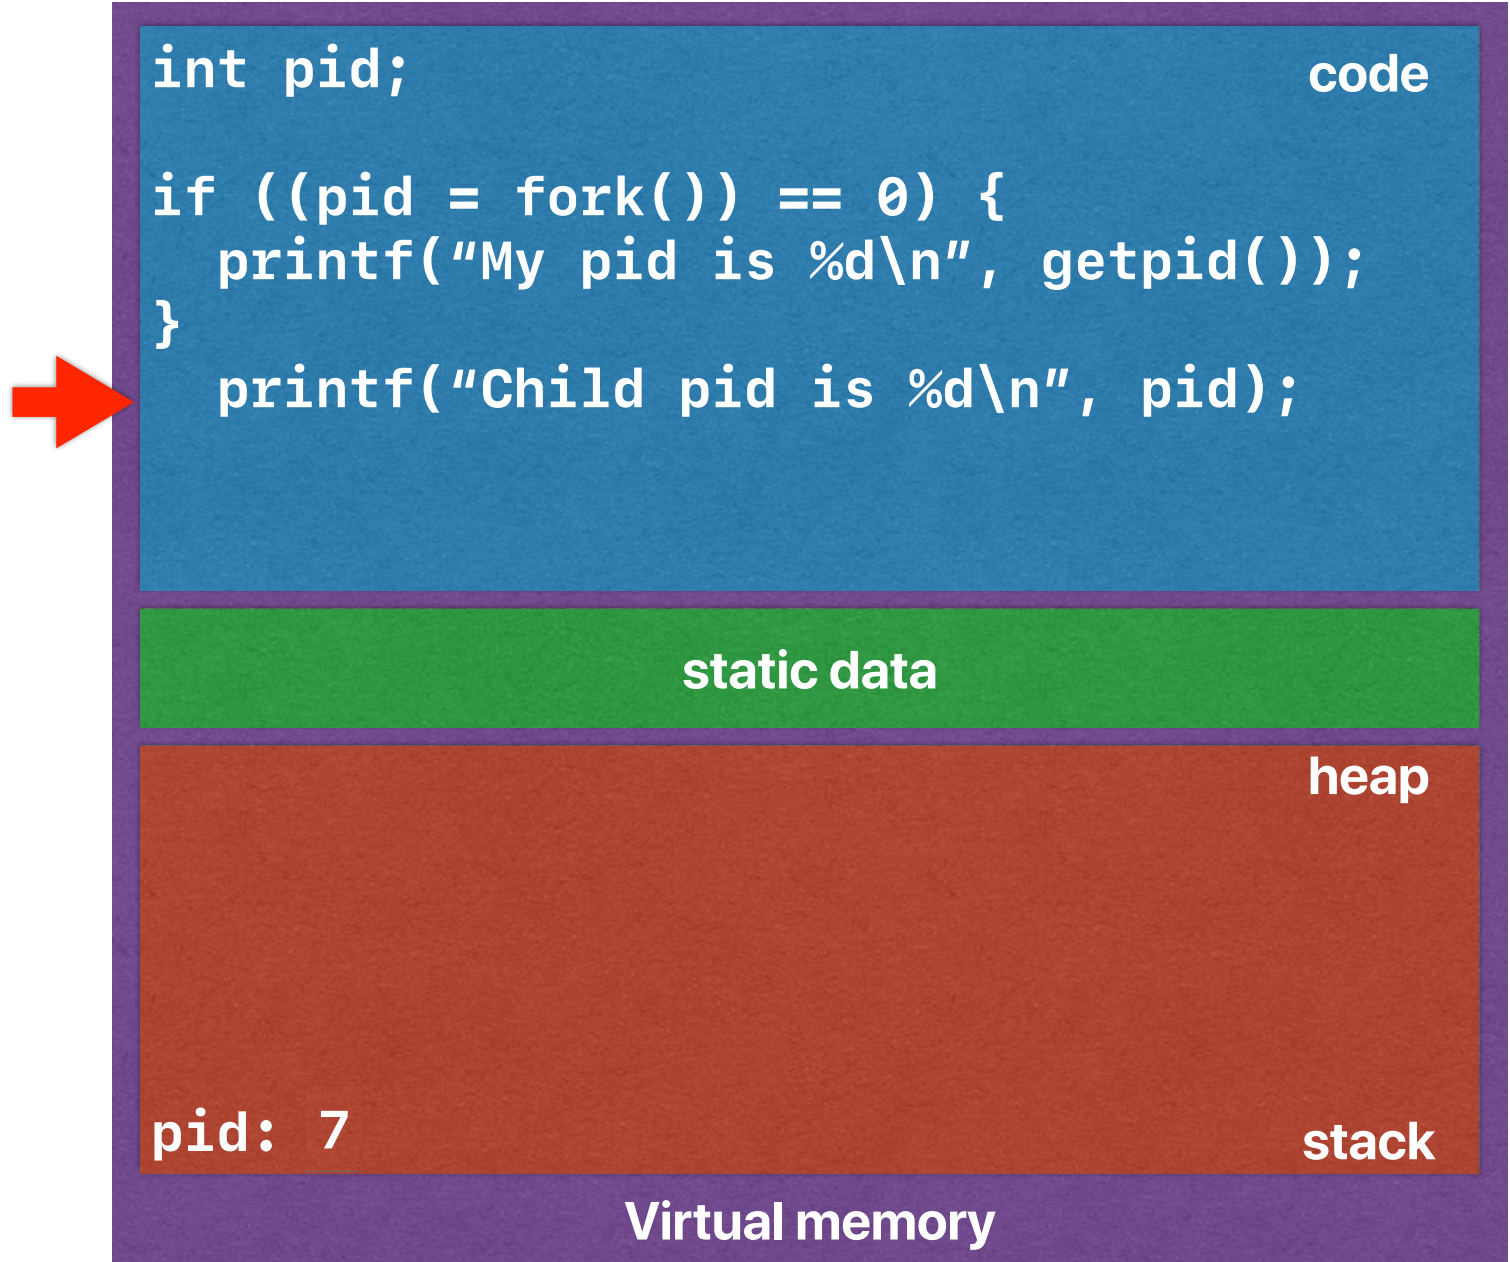 int pid;
code
if ((pid = fork()) == 0) {
  printf(“My pid is %d\n”, getpid());
}
  printf(“Child pid is %d\n”, pid);
static data
heap
pid: 7
stack
Virtual memory